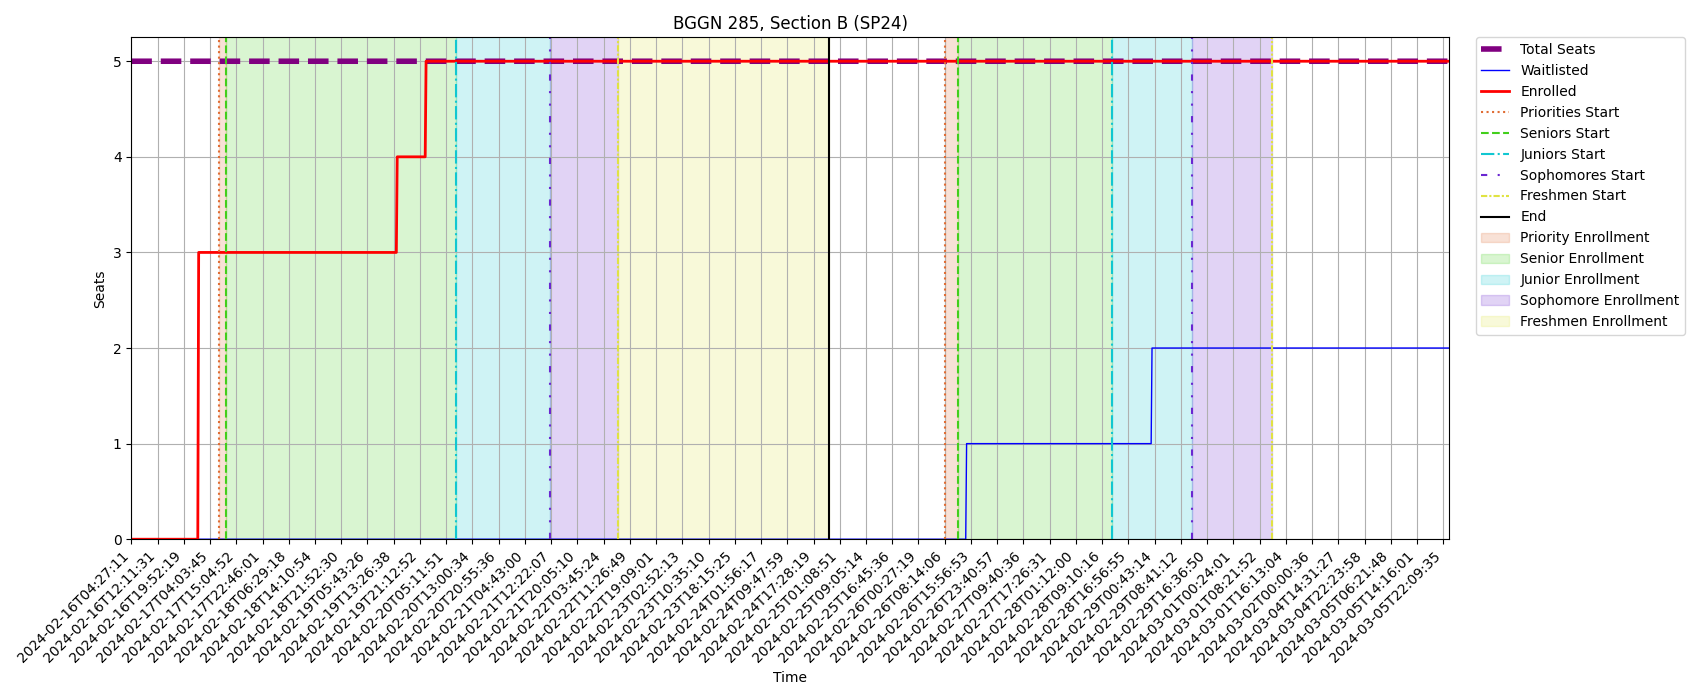 BGGN 285, Section B (SP24)
Seats
5
4
3
2
1
0
2024-02-16T04:27:11
2024-02-16T12:11:31
2024-02-16T19:52:19
2024-02-17T04:03:45
2024-02-17T15:04:52
2024-02-17T22:46:01
2024-02-18T06:29:18
2024-02-18T14:10:54
2024-02-18T21:52:30
2024-02-19T05:43:26
2024-02-19T13:26:38
2024-02-19T21:12:52
2024-02-20T05:11:51
2024-02-20T13:00:34
2024-02-20T20:55:36
2024-02-21T04:43:00
2024-02-21T12:22:07
2024-02-21T20:05:10
2024-02-22T03:45:24
2024-02-22T11:26:49
2024-02-22T19:09:01
2024-02-23T02:52:13
2024-02-23T10:35:10
2024-02-23T18:15:25
2024-02-24T01:56:17
2024-02-24T09:47:59
2024-02-24T17:28:19
2024-02-25T01:08:51
2024-02-25T09:05:14
2024-02-25T16:45:36
2024-02-26T00:27:19
2024-02-26T08:14:06
2024-02-26T15:56:53
2024-02-26T23:40:57
2024-02-27T09:40:36
2024-02-27T17:26:31
2024-02-28T01:12:00
2024-02-28T09:10:16
2024-02-28T16:56:55
2024-02-29T00:43:14
2024-02-29T08:41:12
2024-02-29T16:36:50
2024-03-01T00:24:01
2024-03-01T08:21:52
2024-03-01T16:13:04
2024-03-02T00:00:36
2024-03-04T14:31:27
2024-03-04T22:23:58
2024-03-05T06:21:48
2024-03-05T14:16:01
2024-03-05T22:09:35
Time
Total Seats
Waitlisted
Enrolled
Priorities Start
Seniors Start
Juniors Start
Sophomores Start
Freshmen Start
End
Priority Enrollment
Senior Enrollment
Junior Enrollment
Sophomore Enrollment
Freshmen Enrollment